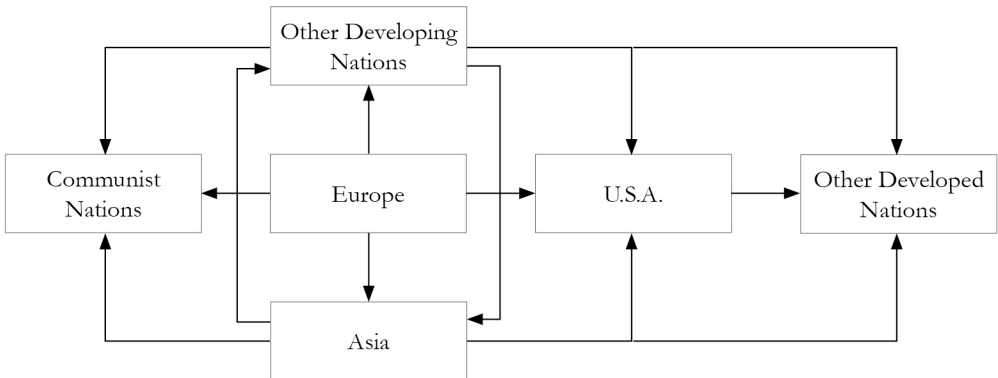 Other Developing
Nations
Communist
Nations
Europe
U.S.A.
Other Developed
Nations
Asia